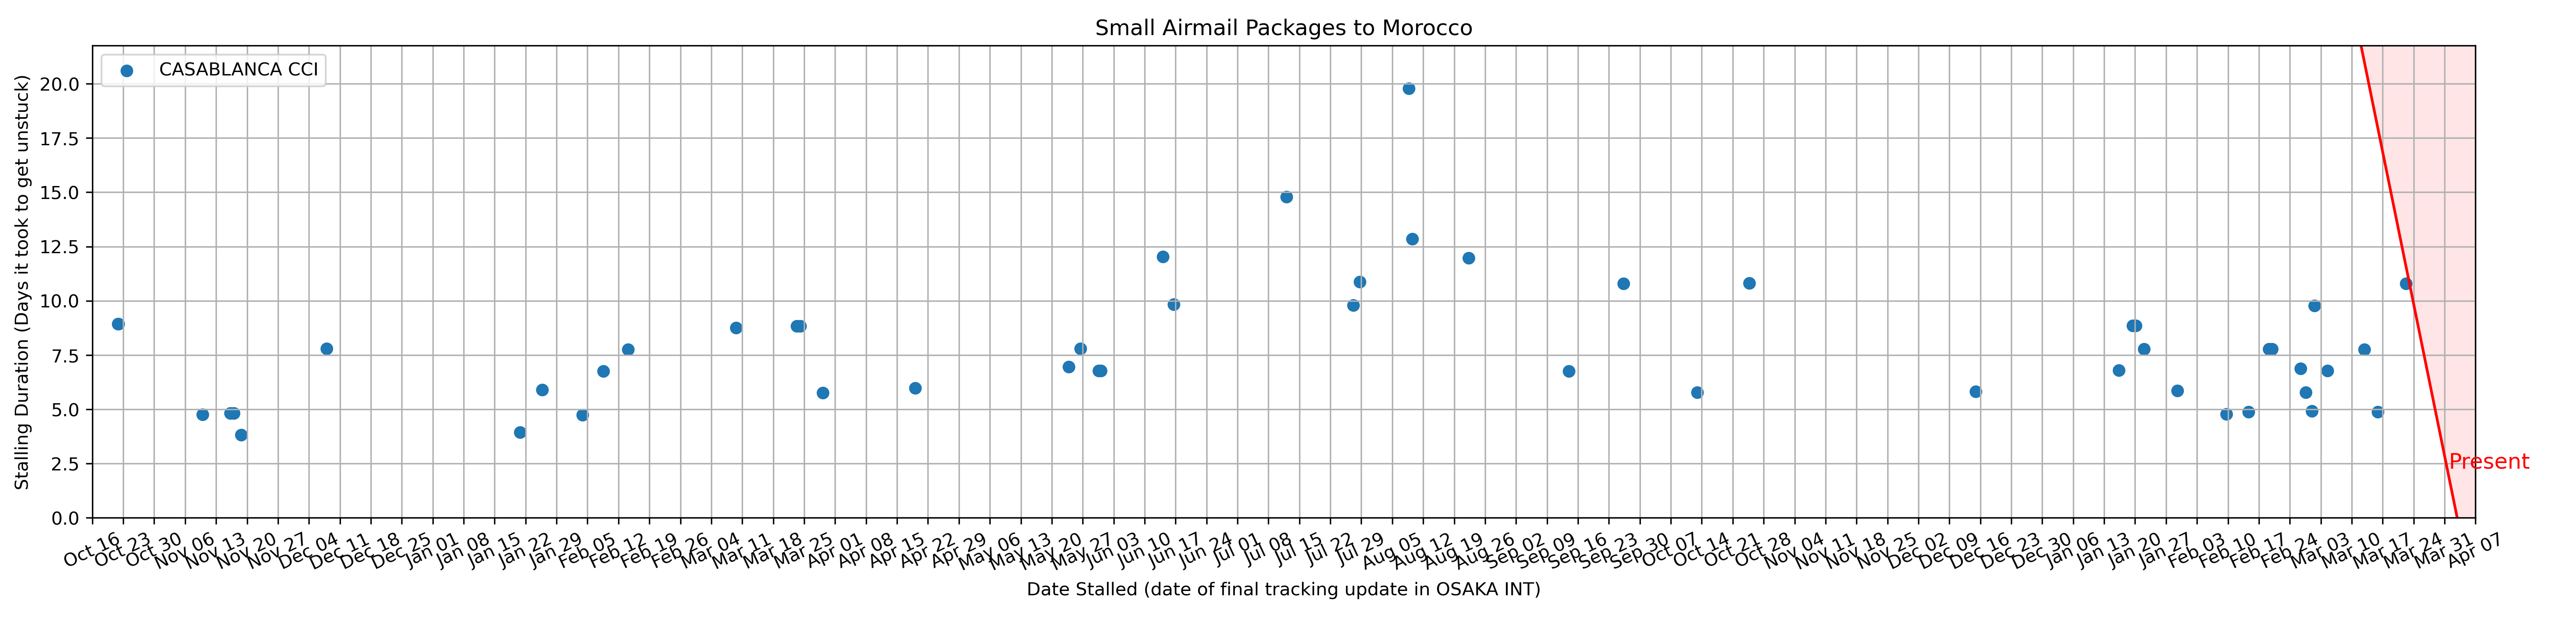 Small Airmail Packages to Morocco
CASABLANCA CCI
Stalling Duration (Days it took to get unstuck)
20.0
17.5
15.0
12.5
10.0
7.5
5.0
2.5
0.0
Present
Oct 16 Oct 23 Oct 30 Nov 06 Nov 13 Nov 20 Nov 27 Dec 04 Dec 11 Dec 18 Dec 25 Jan 01 Jan 08 Jan 15 Jan 22 Jan 29 Feb 05 Feb 12 Feb 19 Feb 26 Mar 04 Mar 11 Mar 18 Mar 25 Apr 01 Apr 08 Apr 15 Apr 22 Apr 29 May 06 May 13 May 20 May 27 Jun 03 Jun 10 Jun 17 Jun 24 Jul 01 Jul 08 Jul 15 Jul 22 Jul 29 Aug 05 Aug 12 Aug 19 Aug 26 Sep 02 Sep 09 Sep 16 Sep 23 Sep 30 Oct 07 Oct 14 Oct 21 Oct 28 Nov 04 Nov 11 Nov 18 Nov 25 Dec 02 Dec 09 Dec 16 Dec 23 Dec 30 Jan 06 Jan 13 Jan 20 Jan 27 Feb 03 Feb 10 Feb 17 Feb 24 Mar 03 Mar 10 Mar 17 Mar 24 Mar 31 Apr 07
Date Stalled (date of final tracking update in OSAKA INT)